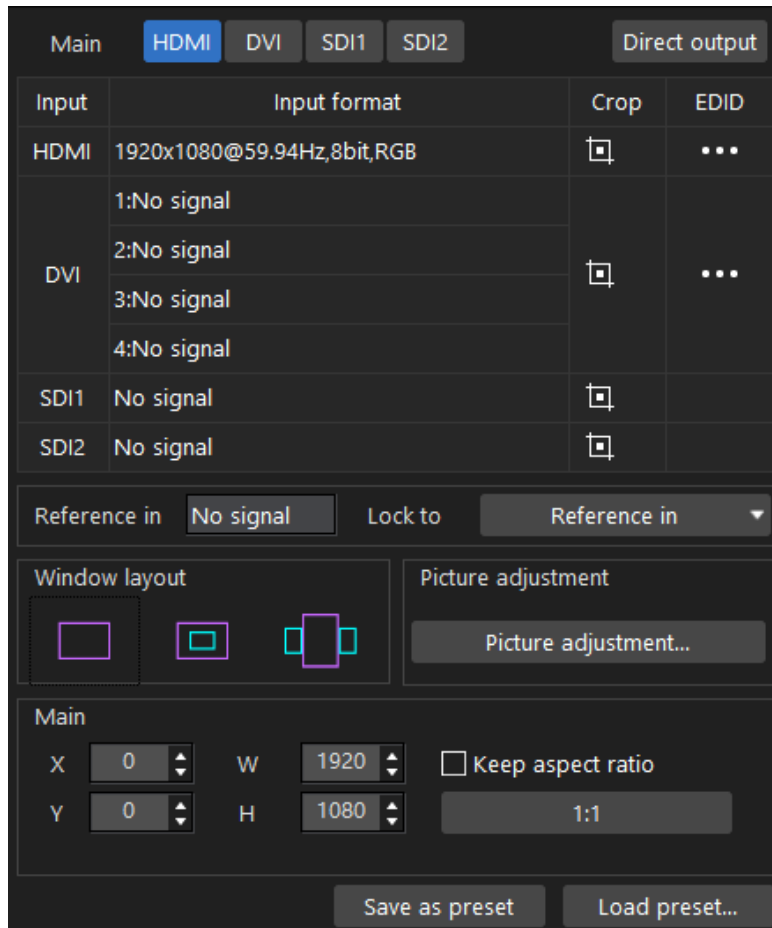 Main HDMI DVI SDI1 SDI2 Direct output
Input Input format Crop EDID
HDMI 1920x1080@59.94Hz,8bit,RGB
1:No signal
2:No signal
DVI
3:No signal
4:No signal
SDI1 No signal
SDI2 No signal
Reference in No signal Lock to Reference in
Window layout Picture adjustment
Picture adjustment...
Main
X 0 W 1920 Keep aspect ratio
Y 0 H 1080 1:1
Save as preset Load preset...